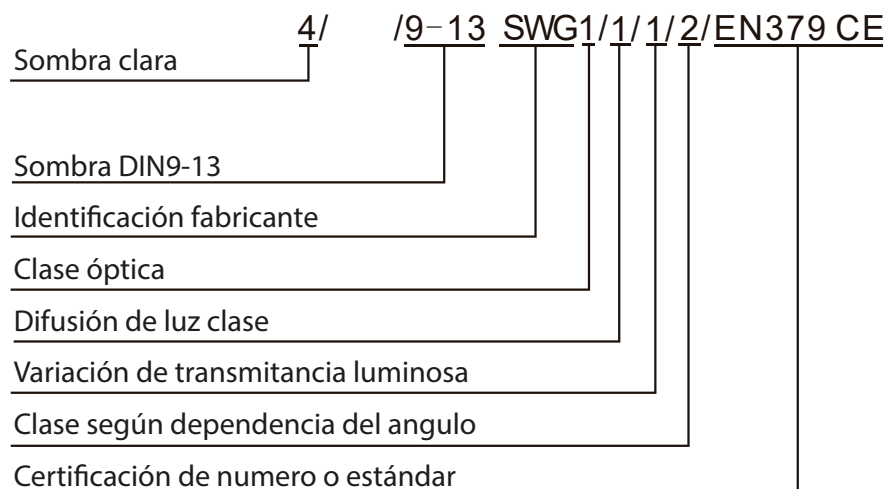 4/ /9-13 SWG1/1/1/2/EN379 CE
Sombra clara
Sombra DIN9-13
Identificación fabricante
Clase óptica
Difusión de luz clase
Variación de transmitancia luminosa
Clase según dependencia del angulo
Certificación de numero o estándar